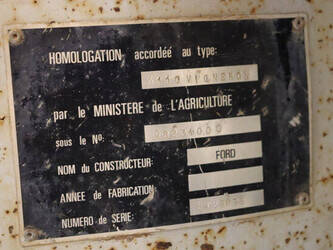 HOMOLOGATION accordée au type:
par le MINISTERE de L'AGRICULTURE
sous le No:
NOM du CONSTRUCTEUR: FORD
ANNEE de FABRICATION:
NUMERO de SERIE: